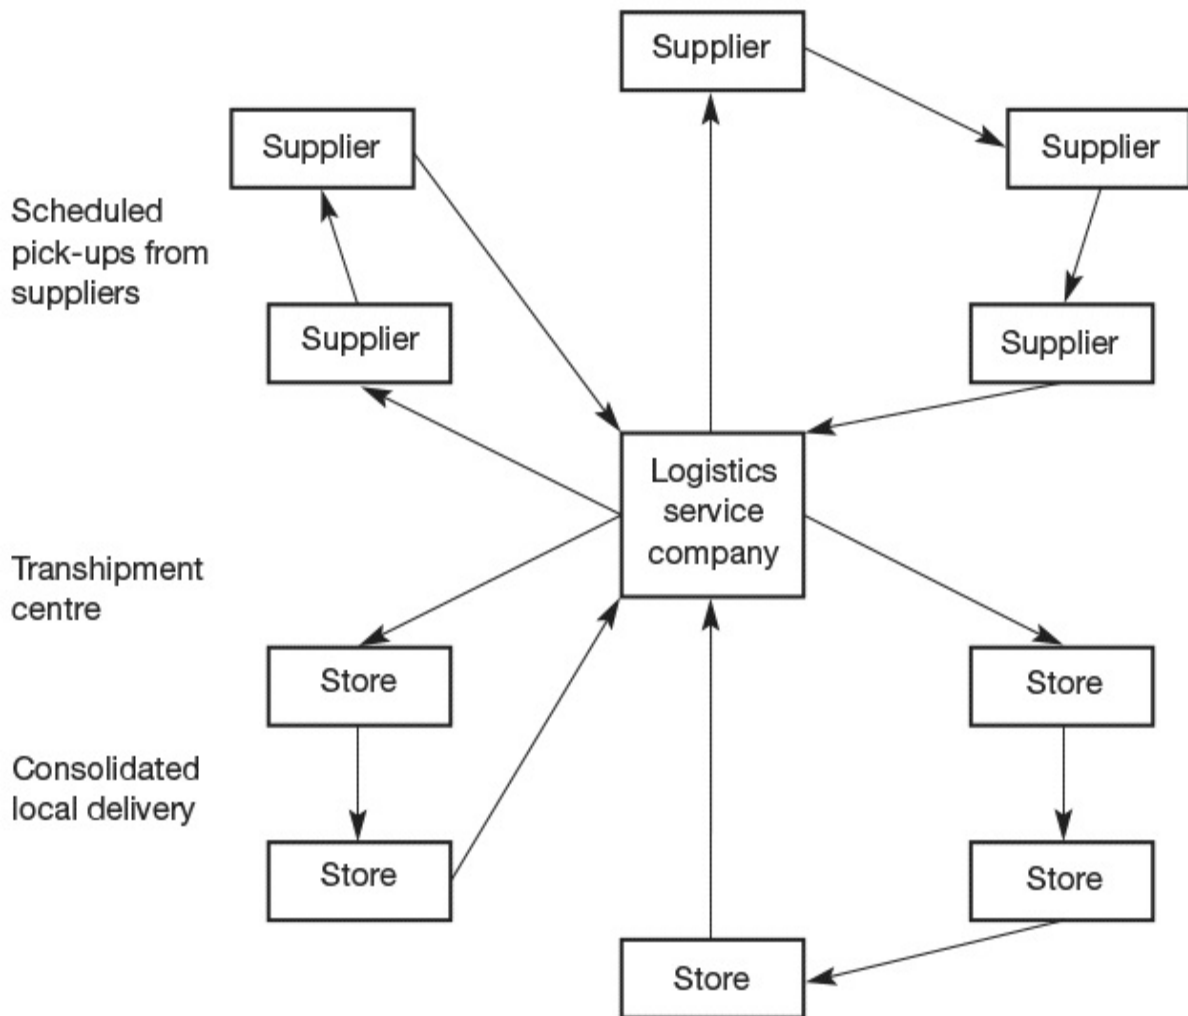 Supplier
Supplier
Supplier
Scheduled
pick-ups from
suppliers
Supplier
Supplier
Logistics
service
company
Transhipment
centre
Store
Store
Consolidated
local delivery
Store
Store
Store